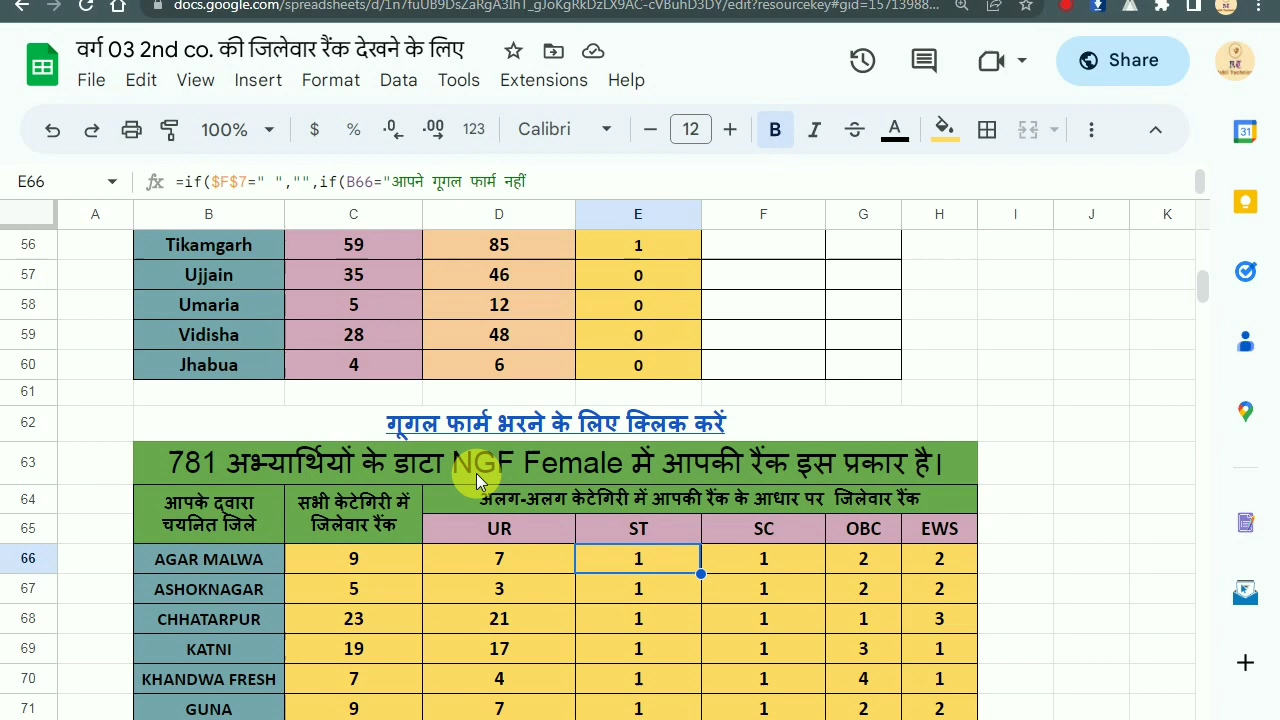 docs.google.com/spreadsheets/d/1n7fuUB9DsZaRgA3IhT_gJoKgRkDzLX9AC-cVBuhD3DY/edit?resourcekey#gid=15713988...
वर्ग 03 2nd co. की जिलेवार रैंक देखने के लिए
File Edit View Insert Format Data Tools Extensions Help
Share
100% $ % .0 .00 123 Calibri 12 B I A
E66 fx =if($F$7=" ","",if(B66="आपने गूगल फार्म नहीं
A B C D E F G H I J K
56 Tikamgarh 59 85 1
57 Ujjain 35 46 0
58 Umaria 5 12 0
59 Vidisha 28 48 0
60 Jhabua 4 6 0
61
62 गूगल फार्म भरने के लिए क्लिक करें
63 781 अभ्यार्थियों के डाटा NGF Female में आपकी रैंक इस प्रकार है।
64 आपके द्वारा सभी केटेगिरी में अलग-अलग केटेगिरी में आपकी रैंक के आधार पर जिलेवार रैंक
चयनित जिले जिलेवार रैंक
65 UR ST SC OBC EWS
66 AGAR MALWA 9 7 1 1 2 2
67 ASHOKNAGAR 5 3 1 1 2 2
68 CHHATARPUR 23 21 1 1 1 3
69 KATNI 19 17 1 1 3 1
70 KHANDWA FRESH 7 4 1 1 4 1
71 GUNA 9 7 1 1 2 2
31